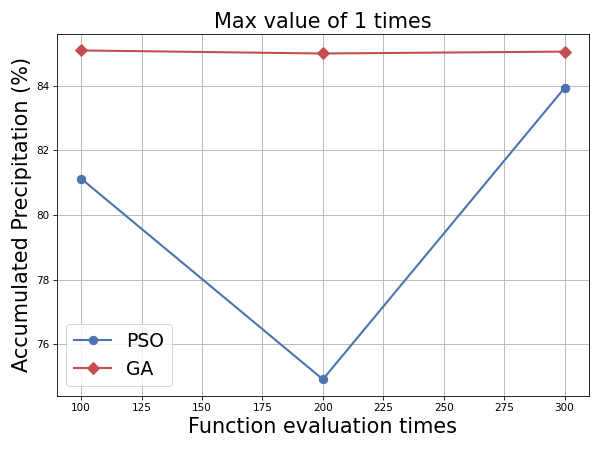 Max value of 1 times
Accumulated Precipitation (%)
84
82
80
78
76
PSO
GA
100 125 150 175 200 225 250 275 300
Function evaluation times